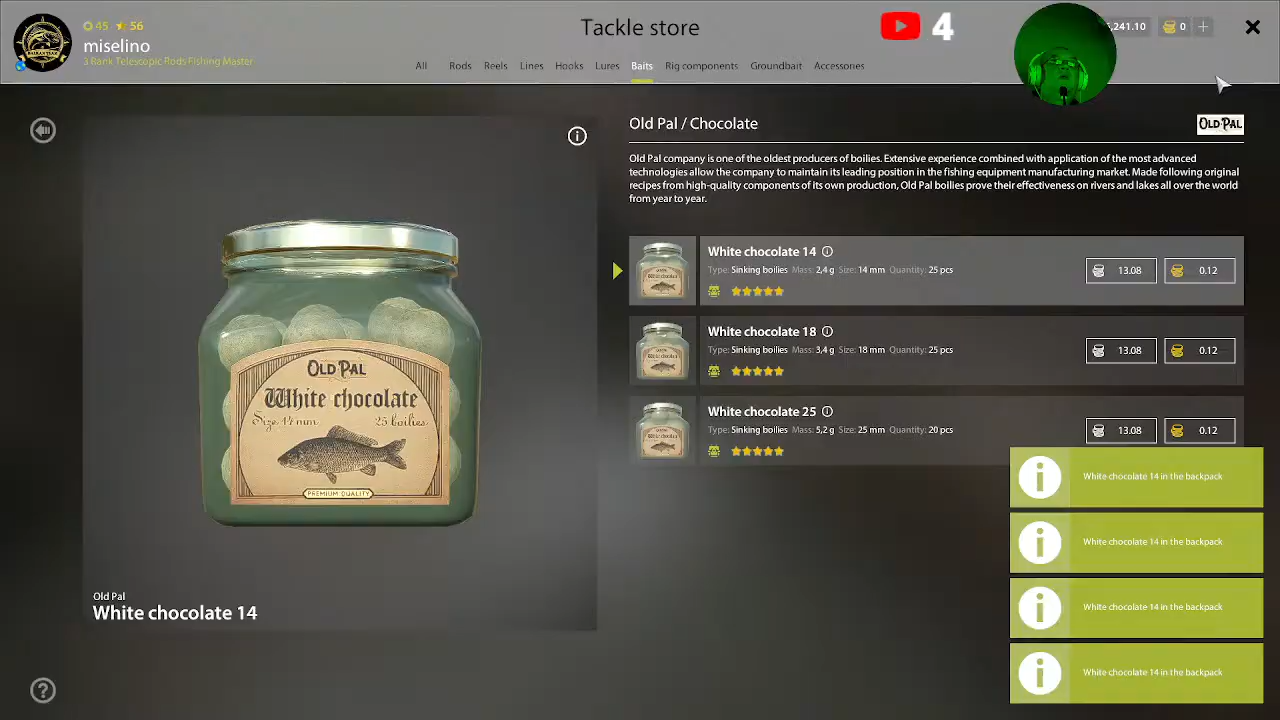 45 56
miselino
3 Rank Telescopic Rods Fishing Master
Tackle store
4
,241.10
0
All Rods Reels Lines Hooks Lures Baits Rig components Groundbait Accessories
Old Pal / Chocolate
OLD PAL
Old Pal company is one of the oldest producers of boilies. Extensive experience combined with application of the most advanced
technologies allow the company to maintain its leading position in the fishing equipment manufacturing market. Made following original
recipes from high-quality components of its own production, Old Pal boilies prove their effectiveness on rivers and lakes all over the world
from year to year.
White chocolate 14
Type: Sinking boilies Mass: 2,4 g Size: 14 mm Quantity: 25 pcs
13.08 0.12
White chocolate 18
Type: Sinking boilies Mass: 3,4 g Size: 18 mm Quantity: 25 pcs
13.08 0.12
White chocolate 25
Type: Sinking boilies Mass: 5,2 g Size: 25 mm Quantity: 20 pcs
13.08 0.12
OLD PAL
White chocolate
Size 14 mm 25 boilies
PREMIUM QUALITY
Old Pal
White chocolate 14
White chocolate 14 in the backpack
White chocolate 14 in the backpack
White chocolate 14 in the backpack
White chocolate 14 in the backpack